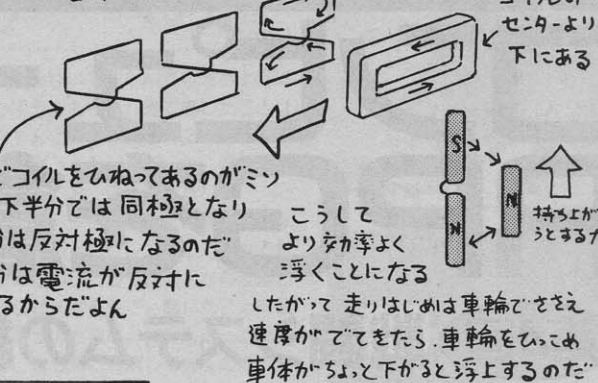 センターより
下にある
S
N
N
でコイルをひねってあるのがミソ
下半分では同極となり
分は反対極になるのだ
分は電流が反対に
るからだよん
こうして
より効率よく
浮くことになる
持ち上が
うとする力
したがって走りはじめは車輪でささえ
速度がでてきたら、車輪をひっこめ
車体がちょっと下がると浮上するのだ